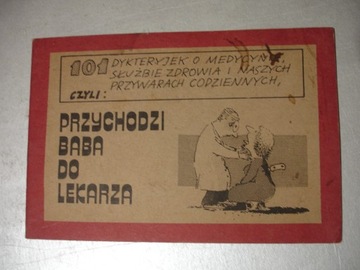 101 DYKTERYJEK O MEDYCYNIE,
SŁUŻBIE ZDROWIA I NASZYCH
PRZYWARACH CODZIENNYCH,
CZYLI:
PRZYCHODZI
BABA
DO
LEKARZA